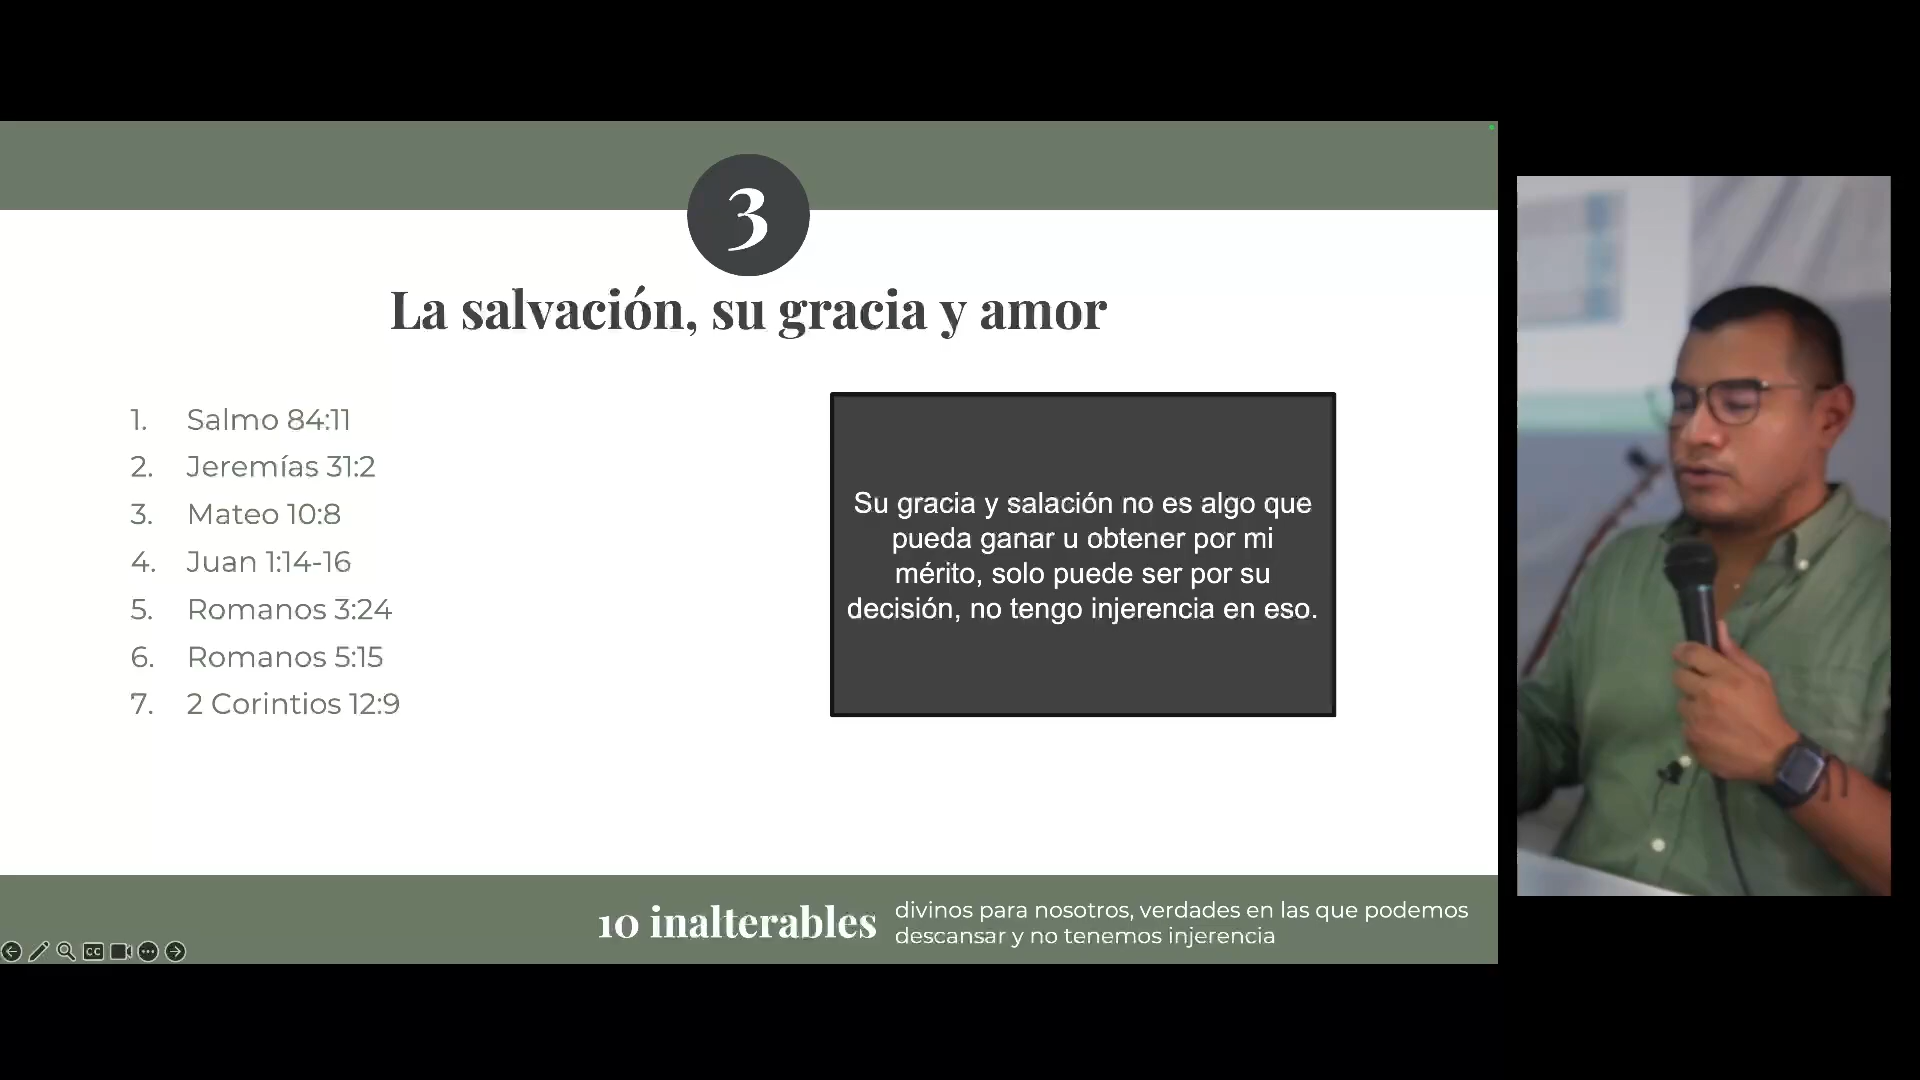 3
La salvación, su gracia y amor
1. Salmo 84:11
2. Jeremías 31:2
3. Mateo 10:8
4. Juan 1:14-16
5. Romanos 3:24
6. Romanos 5:15
7. 2 Corintios 12:9
Su gracia y salación no es algo que
pueda ganar u obtener por mi
mérito, solo puede ser por su
decisión, no tengo injerencia en eso.
10 inalterables
divinos para nosotros, verdades en las que podemos
descansar y no tenemos injerencia
CC